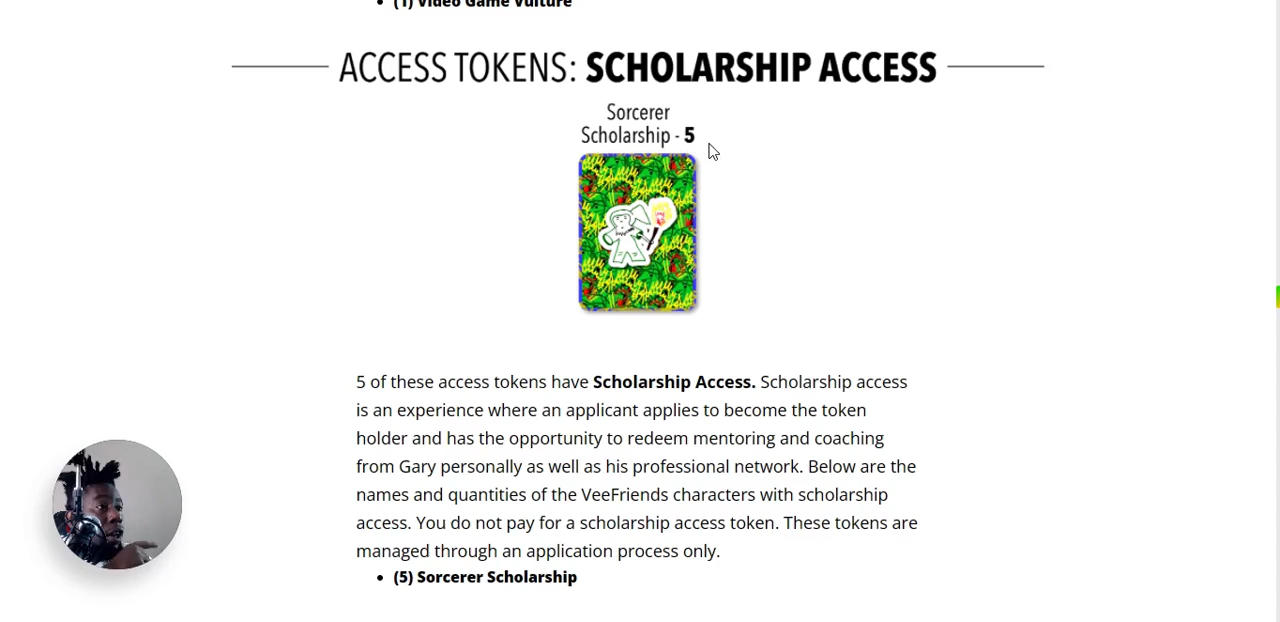 • (1) Video Game Vulture
ACCESS TOKENS: SCHOLARSHIP ACCESS
Sorcerer
Scholarship - 5
5 of these access tokens have Scholarship Access. Scholarship access
is an experience where an applicant applies to become the token
holder and has the opportunity to redeem mentoring and coaching
from Gary personally as well as his professional network. Below are the
names and quantities of the VeeFriends characters with scholarship
access. You do not pay for a scholarship access token. These tokens are
managed through an application process only.
• (5) Sorcerer Scholarship